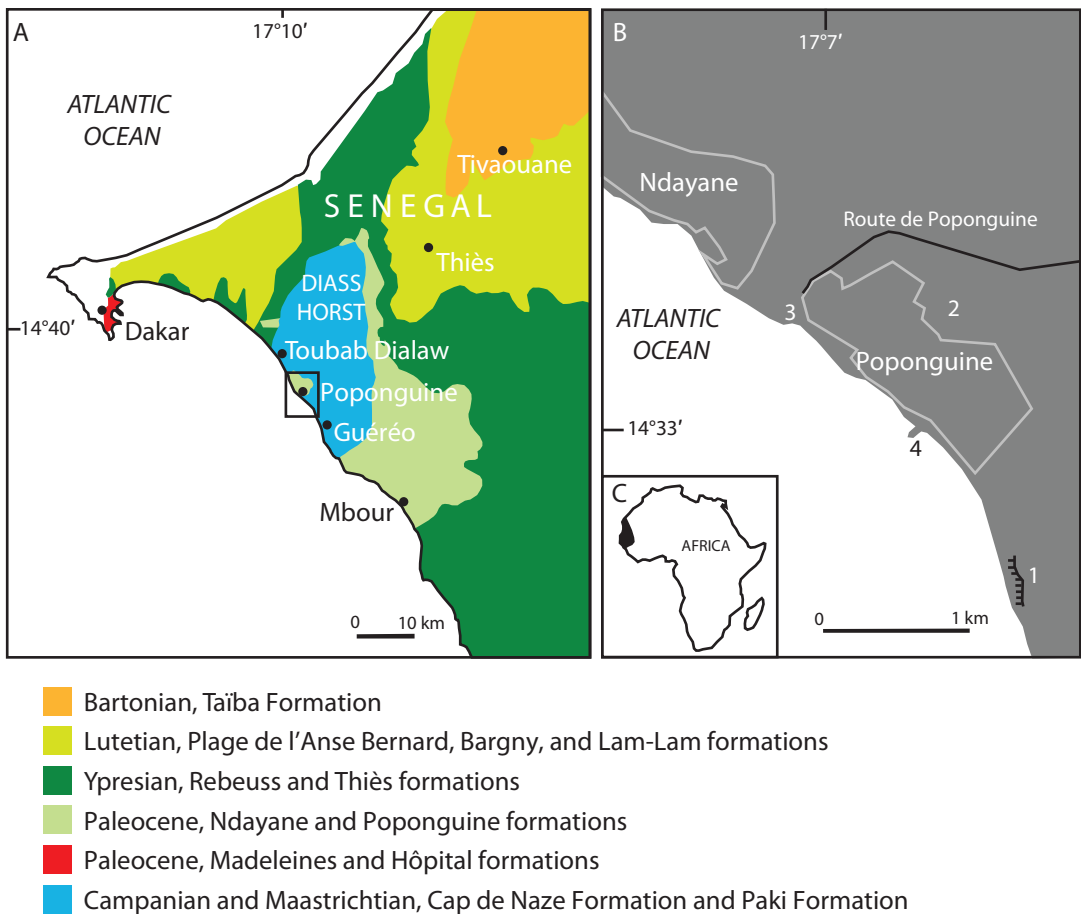 A
17°10′
ATLANTIC
OCEAN
Tivaouane
SENEGAL
Thiès
DIASS
HORST
14°40′
Dakar
Toubab Dialaw
Poponguine
Guéréo
Mbour
0 10 km
B
17°7′
Ndayane
Route de Poponguine
3
2
ATLANTIC
OCEAN
Poponguine
14°33′
4
C
AFRICA
1
0 1 km
Bartonian, Taïba Formation
Lutetian, Plage de l’Anse Bernard, Bargny, and Lam-Lam formations
Ypresian, Rebeuss and Thiès formations
Paleocene, Ndayane and Poponguine formations
Paleocene, Madeleines and Hôpital formations
Campanian and Maastrichtian, Cap de Naze Formation and Paki Formation